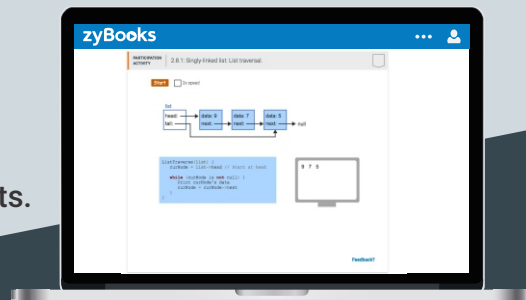 zyBooks
PARTICIPATION
ACTIVITY
2.8.1: Singly-linked list: List traversal.
Start
2x speed
list
head:
data: 9
data: 7
data: 5
tail:
next:
next:
next:
null
ListTraverse(list) {
curNode = list->head // Point at head
while (curNode is not null) {
Print curNode's data
curNode = curNode->next
}
}
9 7 5
Feedback?
ts.